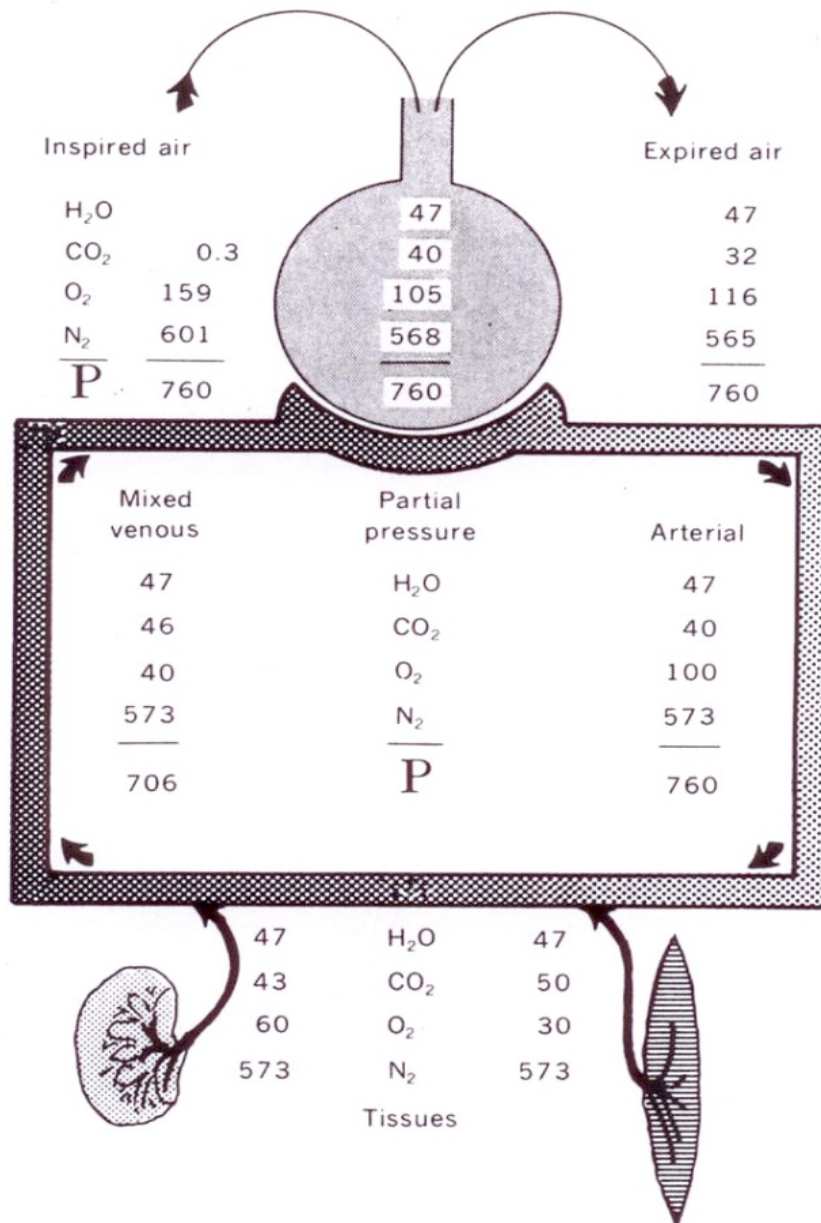 Inspired air
H₂O
CO₂ 0.3
O₂ 159
N₂ 601
P 760
47
40
105
568
760
Expired air
47
32
116
565
760
Mixed
venous
47
46
40
573
706
Partial
pressure
H₂O
CO₂
O₂
N₂
P
Arterial
47
40
100
573
760
47 H₂O 47
43 CO₂ 50
60 O₂ 30
573 N₂ 573
Tissues